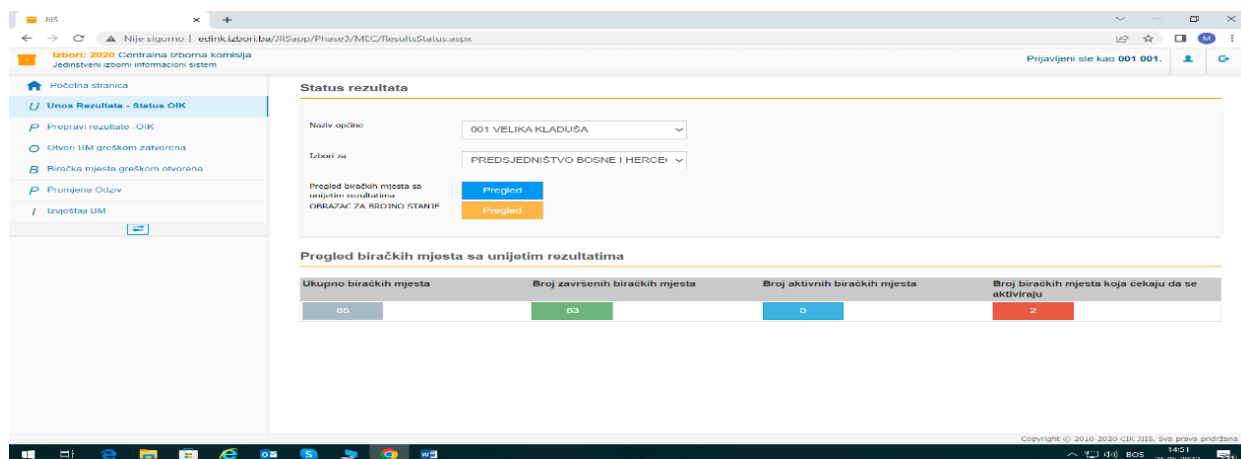 JIIS
Nije sigurno | edink.izbori.ba/JIISapp/Phase3/MEC/ResultsStatus.aspx
M
Izbori: 2020 Centralna izborna komisija
Jedinstveni izborni informacioni sistem
Prijavljeni ste kao 001 001.
Početna stranica
U Unos Rezultata - Status OIK
P Prepravi rezultate -OIK
O Otvori BM greškom zatvorena
B Biračka mjesta greškom otvorena
P Promjena Odziv
I Izvještaji BM
Status rezultata
Naziv općine
001 VELIKA KLADUŠA
Izbori za
PREDSJEDNIŠTVO BOSNE I HERCE
Pregled biračkih mjesta sa
unijetim rezultatima
Pregled
OBRAZAC ZA BROJNO STANJE
Pregled
Pregled biračkih mjesta sa unijetim rezultatima
Ukupno biračkih mjesta
Broj završenih biračkih mjesta
Broj aktivnih biračkih mjesta
Broj biračkih mjesta koja čekaju da se
aktiviraju
65
63
0
2
Copyright © 2010-2020 CIK JIIS, Sva prava pridržana
BOS
14:51